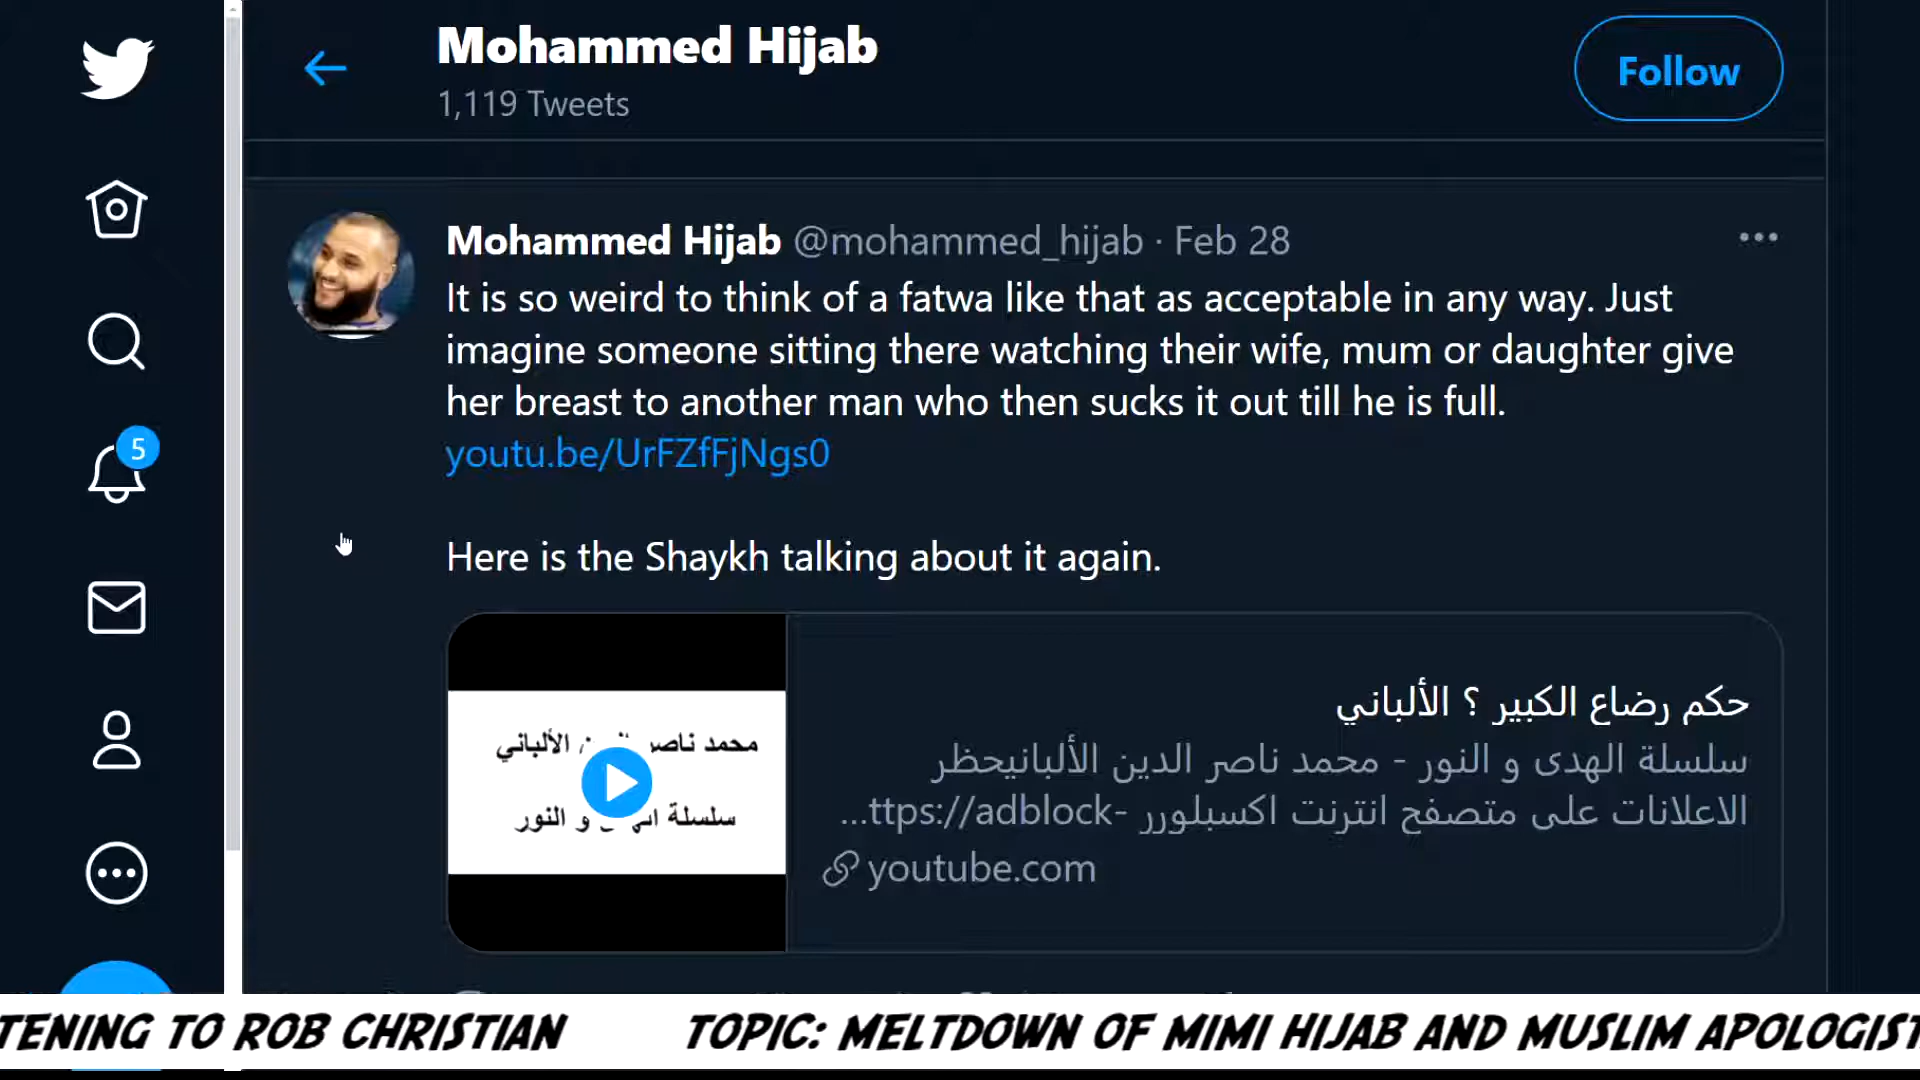 Mohammed Hijab
1,119 Tweets
Follow
Mohammed Hijab @mohammed_hijab · Feb 28
It is so weird to think of a fatwa like that as acceptable in any way. Just
imagine someone sitting there watching their wife, mum or daughter give
her breast to another man who then sucks it out till he is full.
youtu.be/UrFZfFjNgs0
5
Here is the Shaykh talking about it again.
محمد ناصر الألباني
سلسلة و النور
حكم رضاع الكبير ؟ الألباني
سلسلة الهدى و النور - محمد ناصر الدين الألبانيحظر
الاعلانات على متصفح انترنت اكسبلورر -ttps://adblock...
youtube.com
TENING TO ROB CHRISTIAN TOPIC: MELTDOWN OF MIMI HIJAB AND MUSLIM APOLOGIST